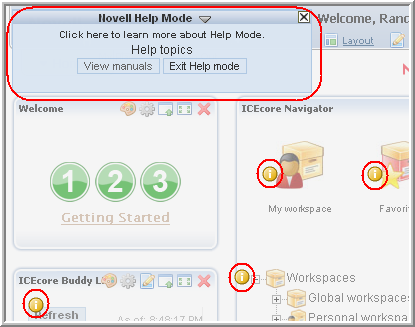 Novell Help Mode
Welcome, Ran
Click here to learn more about Help Mode.
Help topics
Layout
View manuals
Exit Help mode
Welcome
ICEcore Navigator
1 2 3
Getting Started
My workspace
Favori
ICEcore Buddy L
Workspaces
Refresh
As of: 8:48:17 PM
Global workspace
Personal workspa